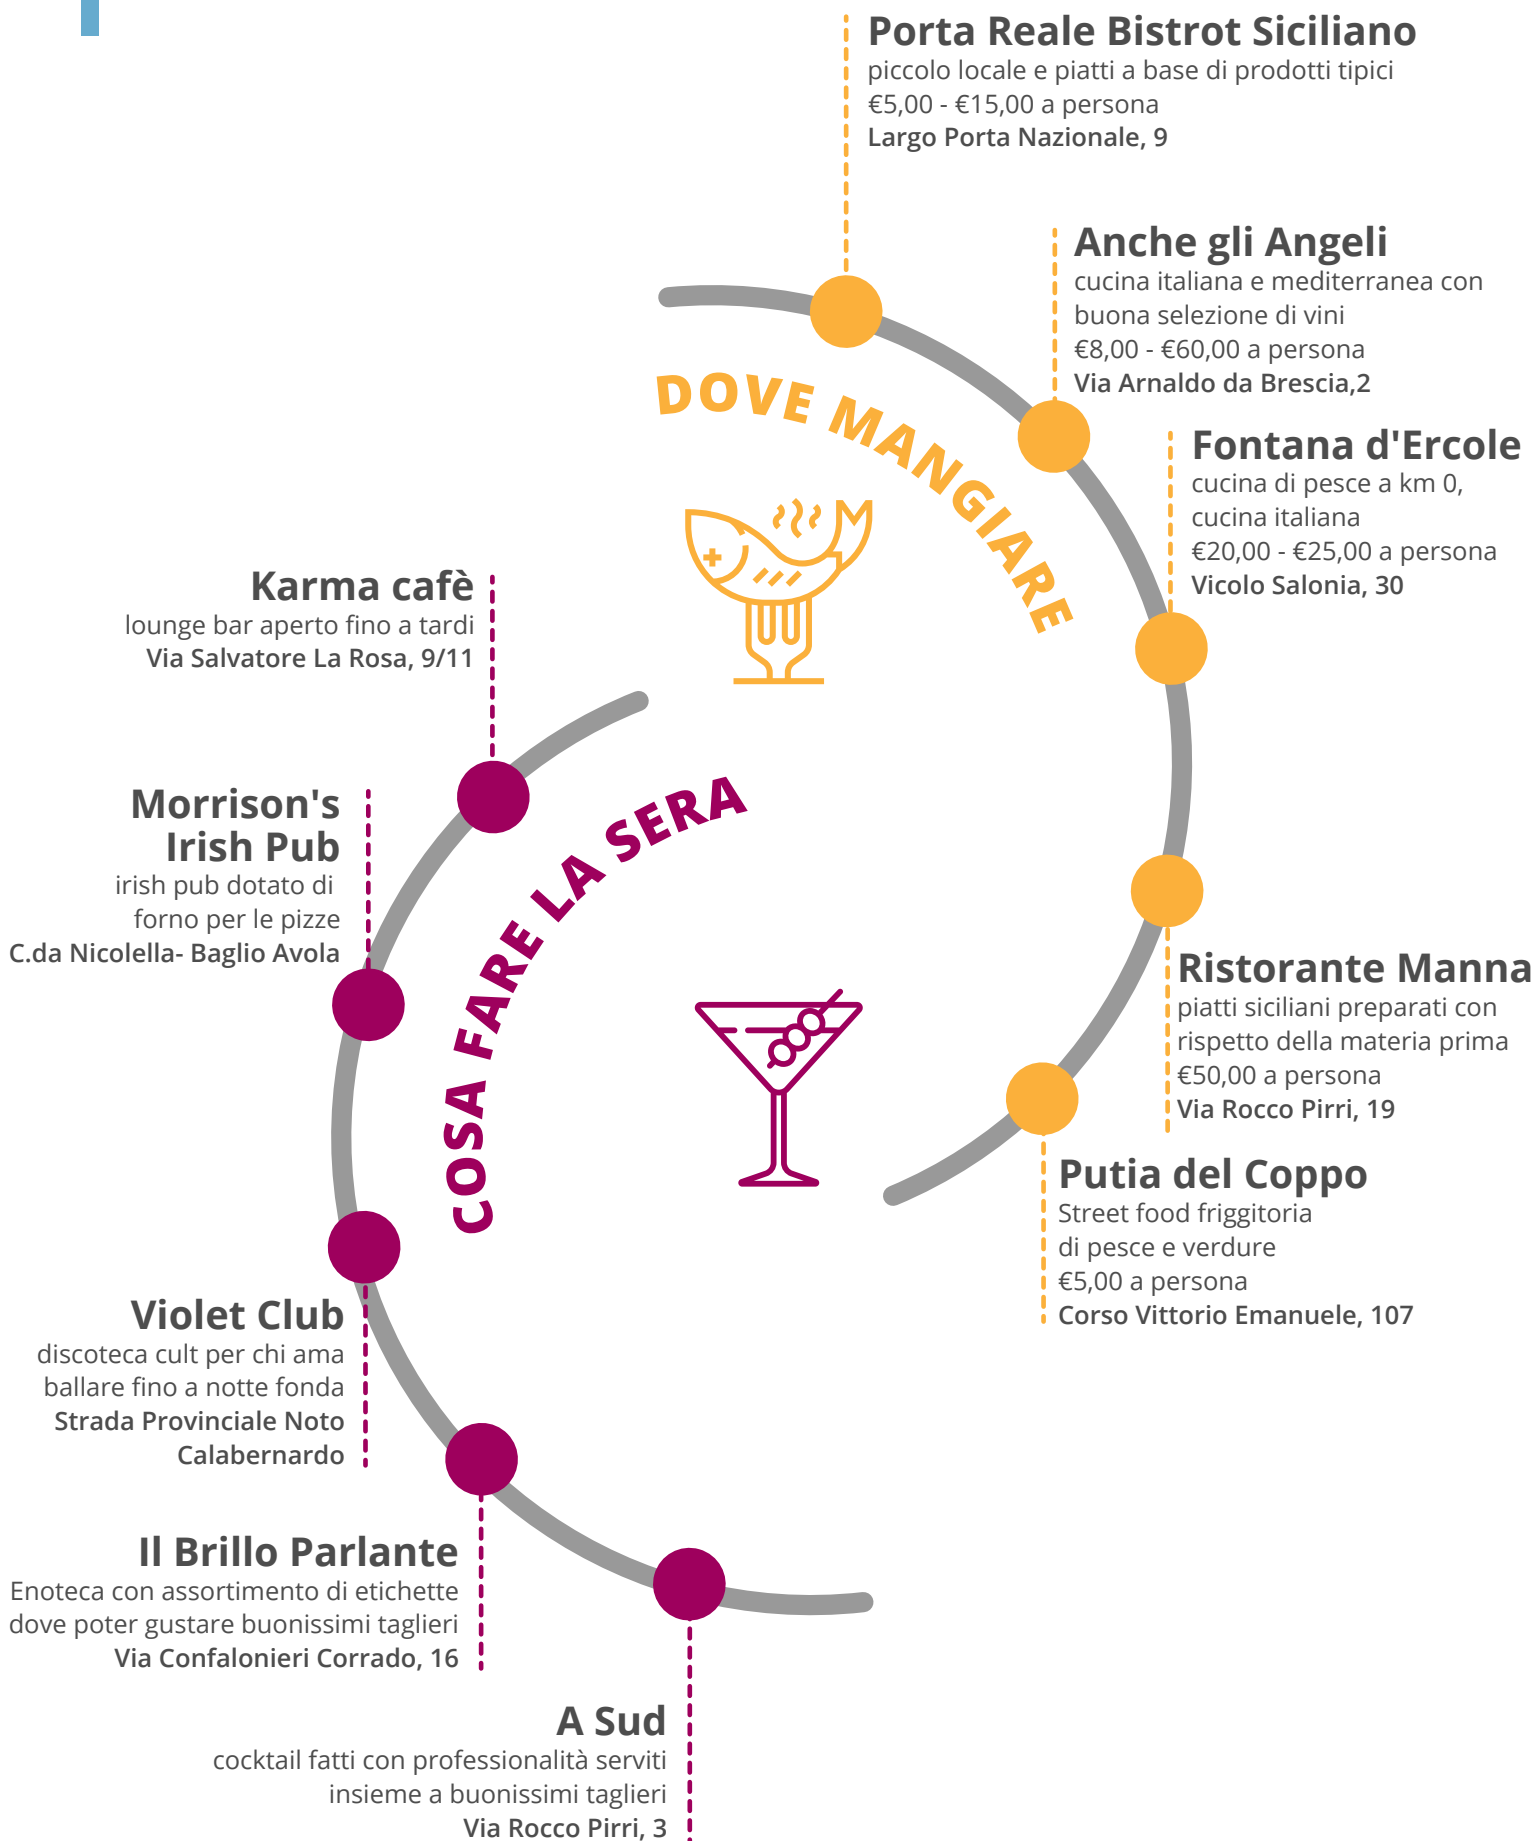 Porta Reale Bistrot Siciliano
piccolo locale e piatti a base di prodotti tipici
€5,00 - €15,00 a persona
Largo Porta Nazionale, 9
Anche gli Angeli
cucina italiana e mediterranea con
buona selezione di vini
€8,00 - €60,00 a persona
Via Arnaldo da Brescia,2
DOVE MANGIARE
Fontana d'Ercole
cucina di pesce a km 0,
cucina italiana
€20,00 - €25,00 a persona
Vicolo Salonia, 30
Ristorante Manna
piatti siciliani preparati con
rispetto della materia prima
€50,00 a persona
Via Rocco Pirri, 19
Putia del Coppo
Street food friggitoria
di pesce e verdure
€5,00 a persona
Corso Vittorio Emanuele, 107
Karma cafè
lounge bar aperto fino a tardi
Via Salvatore La Rosa, 9/11
COSA FARE LA SERA
Morrison's
Irish Pub
irish pub dotato di
forno per le pizze
C.da Nicolella- Baglio Avola
Violet Club
discoteca cult per chi ama
ballare fino a notte fonda
Strada Provinciale Noto
Calabernardo
Il Brillo Parlante
Enoteca con assortimento di etichette
dove poter gustare buonissimi taglieri
Via Confalonieri Corrado, 16
A Sud
cocktail fatti con professionalità serviti
insieme a buonissimi taglieri
Via Rocco Pirri, 3